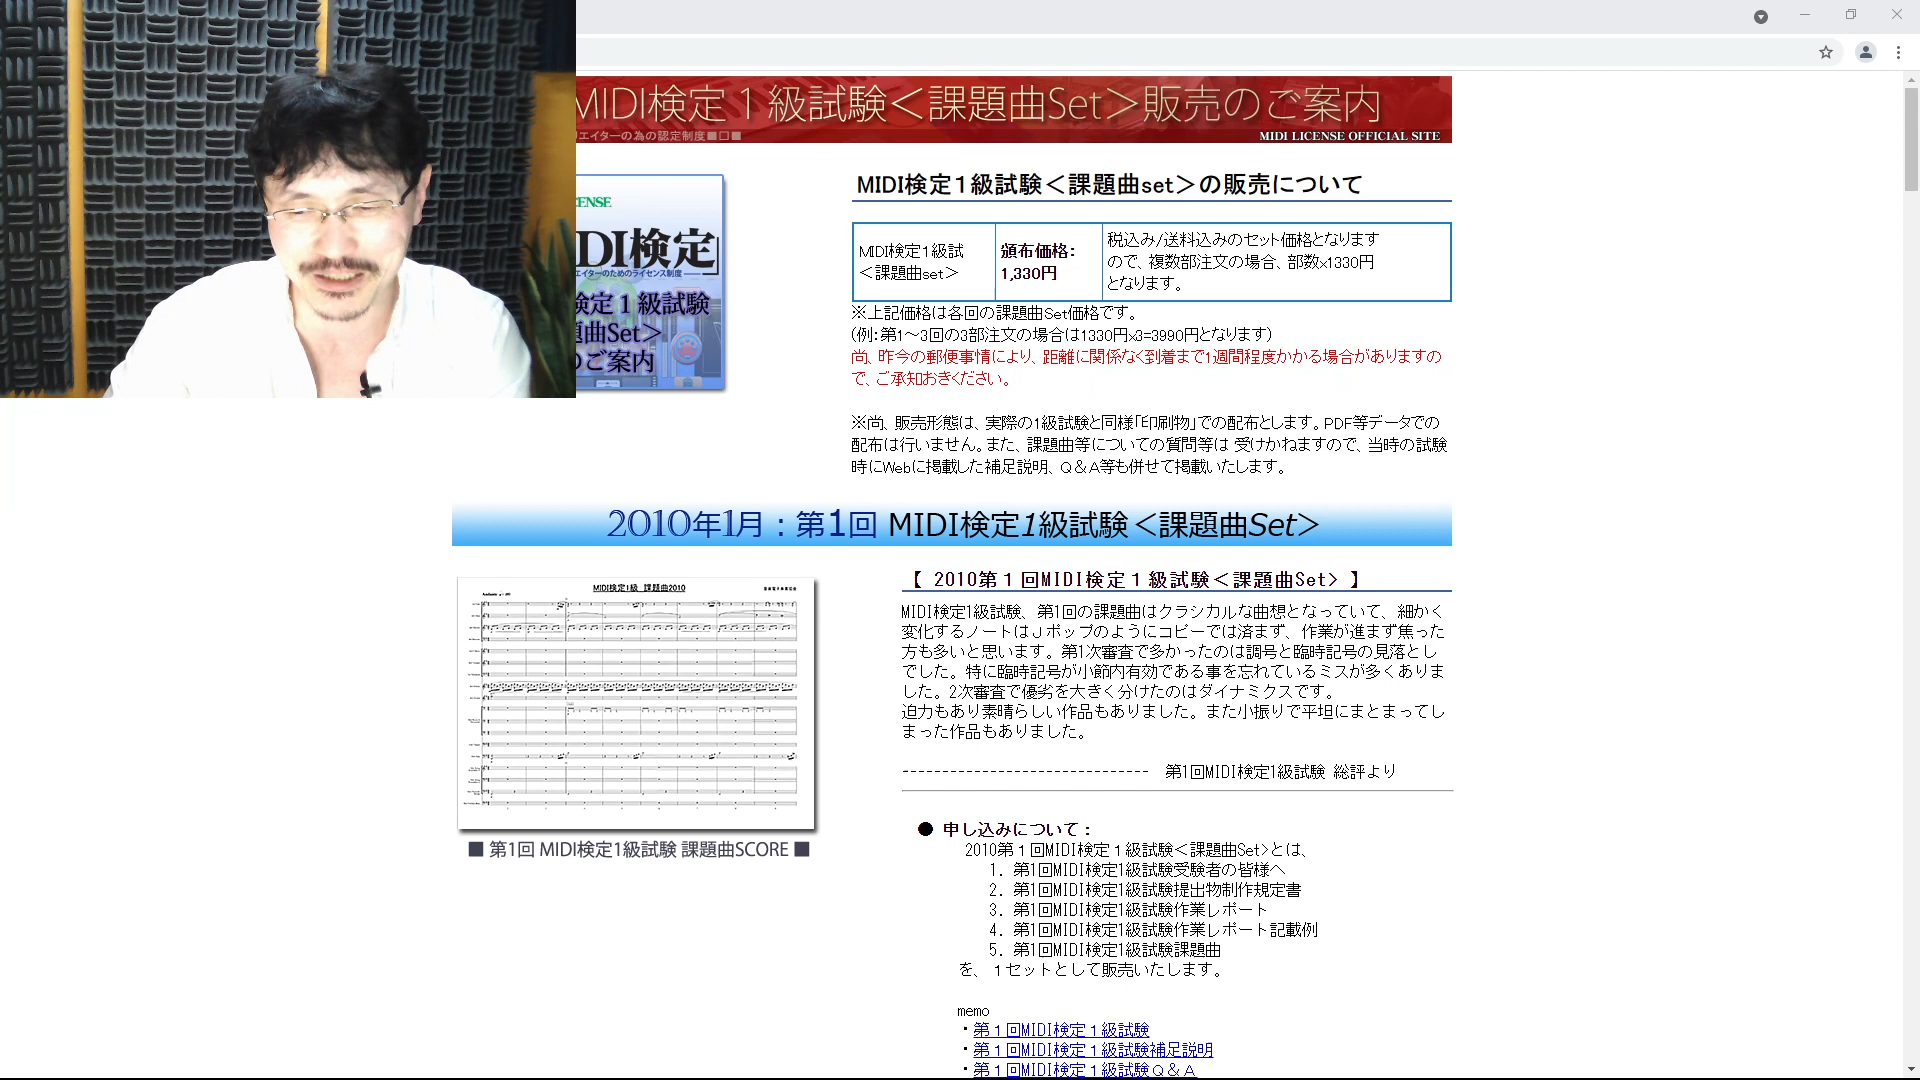 MIDI検定１級試験＜課題曲Set＞販売のご案内
リエイターの為の認定制度■□■
MIDI LICENSE OFFICIAL SITE
ENSE
DI検定」
エイターのためのライセンス制度
検定１級試験
題曲Set＞
のご案内
MIDI検定１級試験＜課題曲set＞の販売について
MIDI検定１級試
＜課題曲set＞
頒布価格：
1,330円
税込み/送料込みのセット価格となります
ので、複数部注文の場合、部数x1330円
となります。
※上記価格は各回の課題曲Set価格です。
（例：第1～3回の3部注文の場合は1330円x3=3990円となります）
尚、昨今の郵便事情により、距離に関係なく到着まで1週間程度かかる場合がありますの
で、ご承知おきください。
※尚、販売形態は、実際の1級試験と同様「印刷物」での配布とします。PDF等データでの
配布は行いません。また、課題曲等についての質問等は 受けかねますので、当時の試験
時にWebに掲載した補足説明、Q＆A等も併せて掲載いたします。
2010年1月：第1回 MIDI検定1級試験＜課題曲Set＞
MIDI検定1級 課題曲2010
■ 第1回 MIDI検定1級試験 課題曲SCORE ■
【 2010第１回MIDI検定１級試験＜課題曲Set> 】
MIDI検定1級試験、第1回の課題曲はクラシカルな曲想となっていて、細かく
変化するノートはＪポップのようにコピーでは済まず、作業が進まず焦った
方も多いと思います。第1次審査で多かったのは調号と臨時記号の見落とし
でした。特に臨時記号が小節内有効である事を忘れているミスが多くありま
した。2次審査で優劣を大きく分けたのはダイナミクスです。
迫力もあり素晴らしい作品もありました。また小振りで平坦にまとまってし
まった作品もありました。
------------------------------- 第1回MIDI検定1級試験 総評より
● 申し込みについて：
2010第１回MIDI検定１級試験＜課題曲Set>とは、
1. 第1回MIDI検定1級試験受験者の皆様へ
2. 第1回MIDI検定1級試験提出物制作規定書
3. 第1回MIDI検定1級試験作業レポート
4. 第1回MIDI検定1級試験作業レポート記載例
5. 第1回MIDI検定1級試験課題曲
を、１セットとして販売いたします。
memo
・第１回MIDI検定１級試験
・第１回MIDI検定１級試験補足説明
・第１回MIDI検定１級試験Ｑ＆Ａ